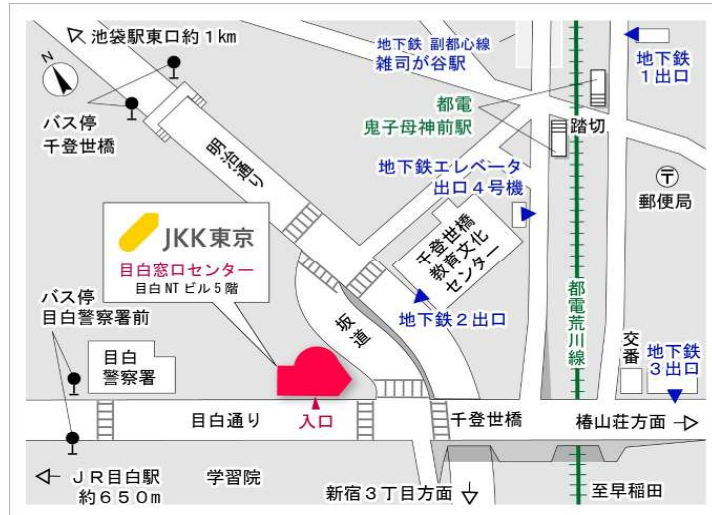 池袋駅東口約1km
N
バス停
千登世橋
明治通り
地下鉄 副都心線
雑司が谷駅
地下鉄
1出口
都電
鬼子母神前駅
踏切
地下鉄エレベータ
出口4号機
〒
郵便局
JKK東京
目白窓口センター
目白NTビル5階
千登世橋
教育文化
センター
バス停
目白警察署前
目白
警察署
坂道
地下鉄2出口
都電荒川線
交番
地下鉄
3出口
目白通り
入口
千登世橋
椿山荘方面
JR目白駅
約650m
学習院
新宿3丁目方面
至早稲田